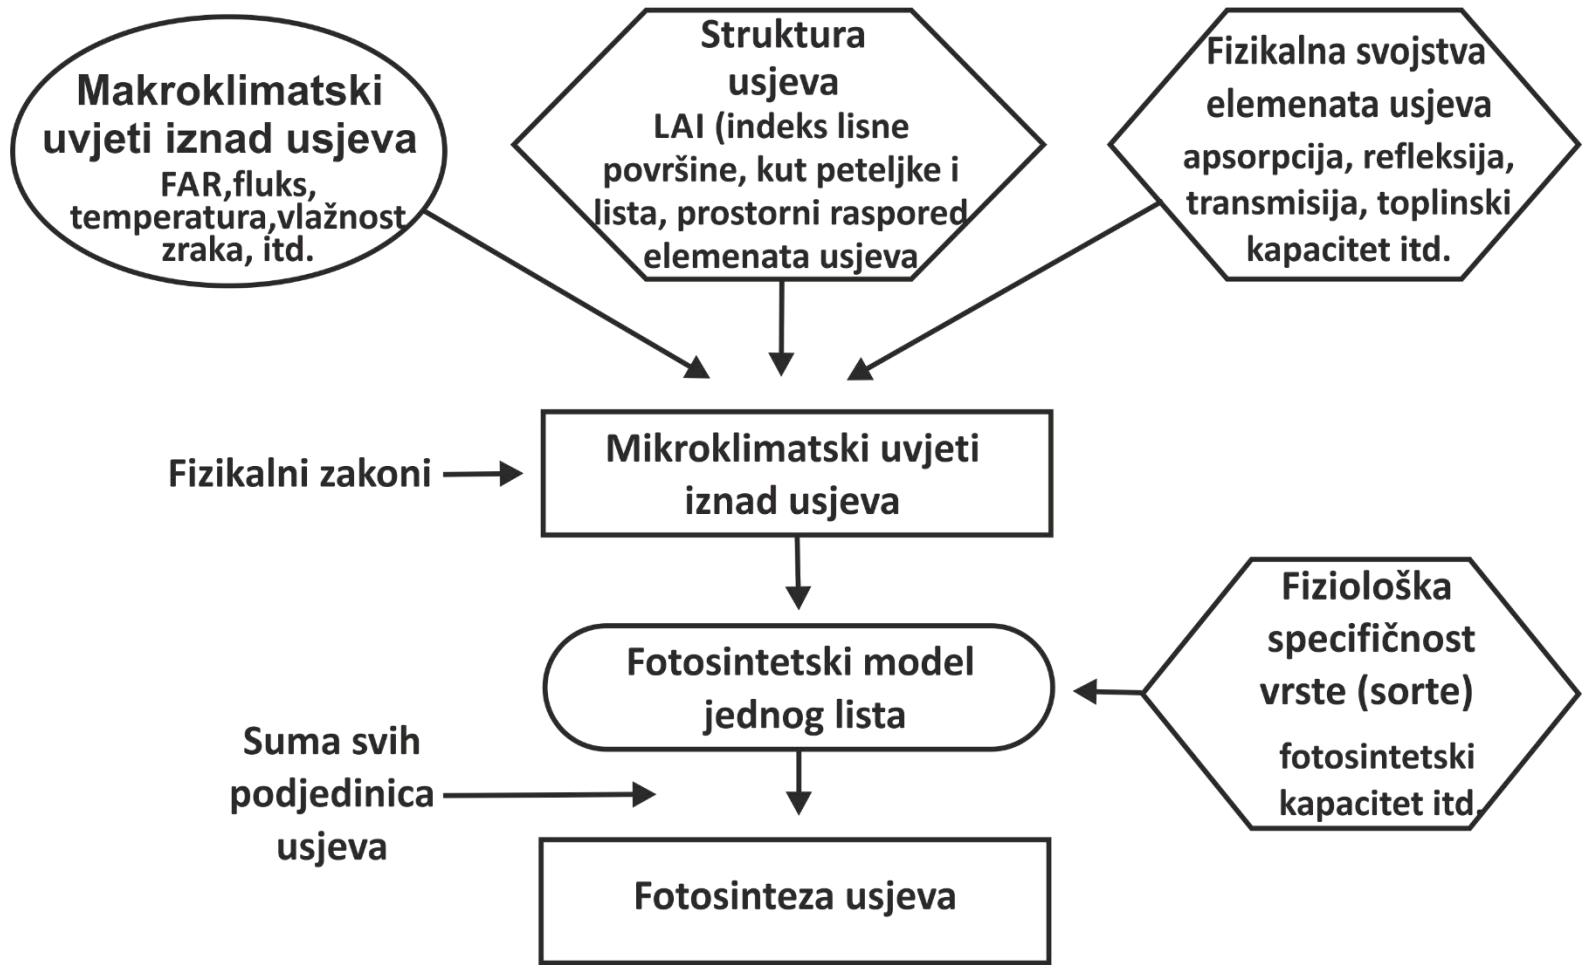 Makroklimatski
uvjeti iznad usjeva
FAR,fluks,
temperatura,vlažnost
zraka, itd.
Struktura
usjeva
LAI (indeks lisne
površine, kut peteljke i
lista, prostorni raspored
elemenata usjeva
Fizikalna svojstva
elemenata usjeva
apsorpcija, refleksija,
transmisija, toplinski
kapacitet itd.
Fizikalni zakoni
Mikroklimatski uvjeti
iznad usjeva
Fotosintetski model
jednog lista
Fiziološka
specifičnost
vrste (sorte)
fotosintetski
kapacitet itd.
Suma svih
podjedinica
usjeva
Fotosinteza usjeva